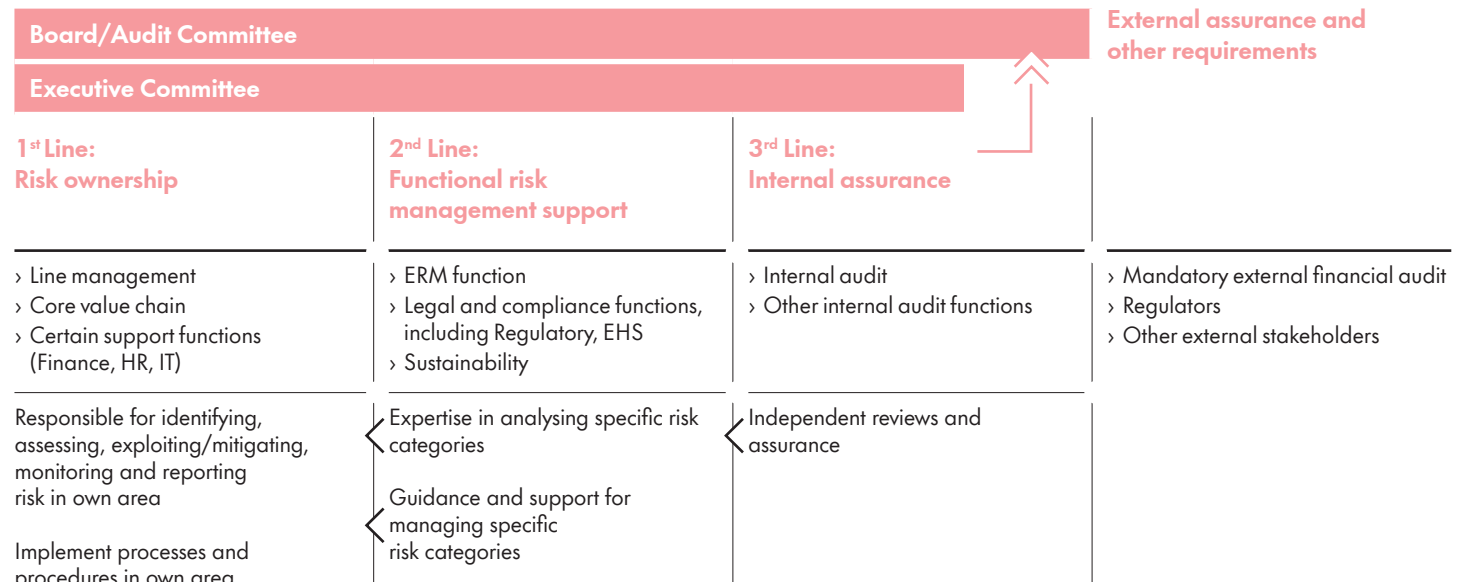 Board/Audit Committee
External assurance and
other requirements
Executive Committee
1st Line:
Risk ownership
2nd Line:
Functional risk
management support
3rd Line:
Internal assurance
› Line management
› Core value chain
› Certain support functions
(Finance, HR, IT)
› ERM function
› Legal and compliance functions,
including Regulatory, EHS
› Sustainability
› Internal audit
› Other internal audit functions
› Mandatory external financial audit
› Regulators
› Other external stakeholders
Responsible for identifying,
assessing, exploiting/mitigating,
monitoring and reporting
risk in own area
Implement processes and
procedures in own area
Expertise in analysing specific risk
categories
Guidance and support for
managing specific
risk categories
Independent reviews and
assurance